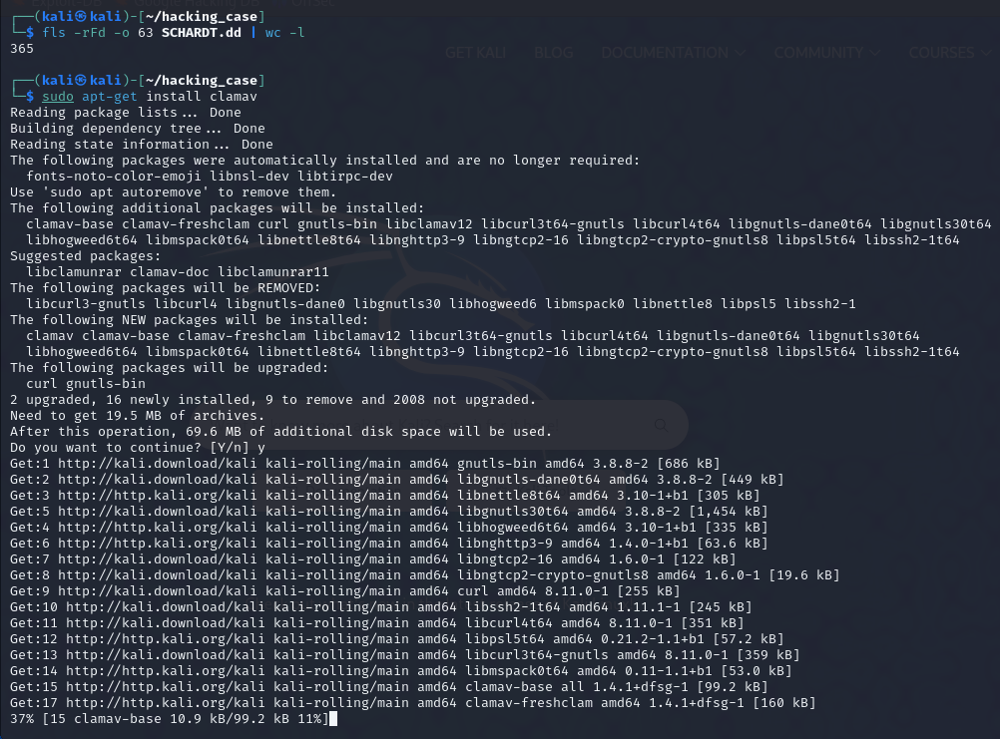 ┌──(kali㉿kali)-[~/hacking_case]
└─$ fls -rFd -o 63 SCHARDT.dd | wc -l
365
GET KALI BLOG DOCUMENTATION COMMUNITY COURSES
┌──(kali㉿kali)-[~/hacking_case]
└─$ sudo apt-get install clamav
Reading package lists... Done
Building dependency tree... Done
Reading state information... Done
The following packages were automatically installed and are no longer required:
  fonts-noto-color-emoji libnsl-dev libtirpc-dev
Use 'sudo apt autoremove' to remove them.
The following additional packages will be installed:
  clamav-base clamav-freshclam curl gnutls-bin libclamav12 libcurl3t64-gnutls libcurl4t64 libgnutls-dane0t64 libgnutls30t64
  libhogweed6t64 libmspack0t64 libnettle8t64 libnghttp3-9 libngtcp2-16 libngtcp2-crypto-gnutls8 libpsl5t64 libssh2-1t64
Suggested packages:
  libclamunrar clamav-doc libclamunrar11
The following packages will be REMOVED:
  libcurl3-gnutls libcurl4 libgnutls-dane0 libgnutls30 libhogweed6 libmspack0 libnettle8 libpsl5 libssh2-1
The following NEW packages will be installed:
  clamav clamav-base clamav-freshclam libclamav12 libcurl3t64-gnutls libcurl4t64 libgnutls-dane0t64 libgnutls30t64
  libhogweed6t64 libmspack0t64 libnettle8t64 libnghttp3-9 libngtcp2-16 libngtcp2-crypto-gnutls8 libpsl5t64 libssh2-1t64
The following packages will be upgraded:
  curl gnutls-bin
2 upgraded, 16 newly installed, 9 to remove and 2008 not upgraded.
Need to get 19.5 MB of archives.
After this operation, 69.6 MB of additional disk space will be used.
Do you want to continue? [Y/n] y
Get:1 http://kali.download/kali kali-rolling/main amd64 gnutls-bin amd64 3.8.8-2 [686 kB]
Get:2 http://kali.download/kali kali-rolling/main amd64 libgnutls-dane0t64 amd64 3.8.8-2 [449 kB]
Get:3 http://http.kali.org/kali kali-rolling/main amd64 libnettle8t64 amd64 3.10-1+b1 [305 kB]
Get:5 http://kali.download/kali kali-rolling/main amd64 libgnutls30t64 amd64 3.8.8-2 [1,454 kB]
Get:4 http://http.kali.org/kali kali-rolling/main amd64 libhogweed6t64 amd64 3.10-1+b1 [335 kB]
Get:6 http://http.kali.org/kali kali-rolling/main amd64 libnghttp3-9 amd64 1.4.0-1+b1 [63.6 kB]
Get:7 http://kali.download/kali kali-rolling/main amd64 libngtcp2-16 amd64 1.6.0-1 [122 kB]
Get:8 http://kali.download/kali kali-rolling/main amd64 libngtcp2-crypto-gnutls8 amd64 1.6.0-1 [19.6 kB]
Get:9 http://kali.download/kali kali-rolling/main amd64 curl amd64 8.11.0-1 [255 kB]
Get:10 http://kali.download/kali kali-rolling/main amd64 libssh2-1t64 amd64 1.11.1-1 [245 kB]
Get:11 http://kali.download/kali kali-rolling/main amd64 libcurl4t64 amd64 8.11.0-1 [351 kB]
Get:12 http://http.kali.org/kali kali-rolling/main amd64 libpsl5t64 amd64 0.21.2-1.1+b1 [57.2 kB]
Get:13 http://kali.download/kali kali-rolling/main amd64 libcurl3t64-gnutls amd64 8.11.0-1 [359 kB]
Get:14 http://http.kali.org/kali kali-rolling/main amd64 libmspack0t64 amd64 0.11-1.1+b1 [53.0 kB]
Get:15 http://http.kali.org/kali kali-rolling/main amd64 clamav-base all 1.4.1+dfsg-1 [99.2 kB]
Get:17 http://http.kali.org/kali kali-rolling/main amd64 clamav-freshclam amd64 1.4.1+dfsg-1 [160 kB]
37% [15 clamav-base 10.9 kB/99.2 kB 11%]